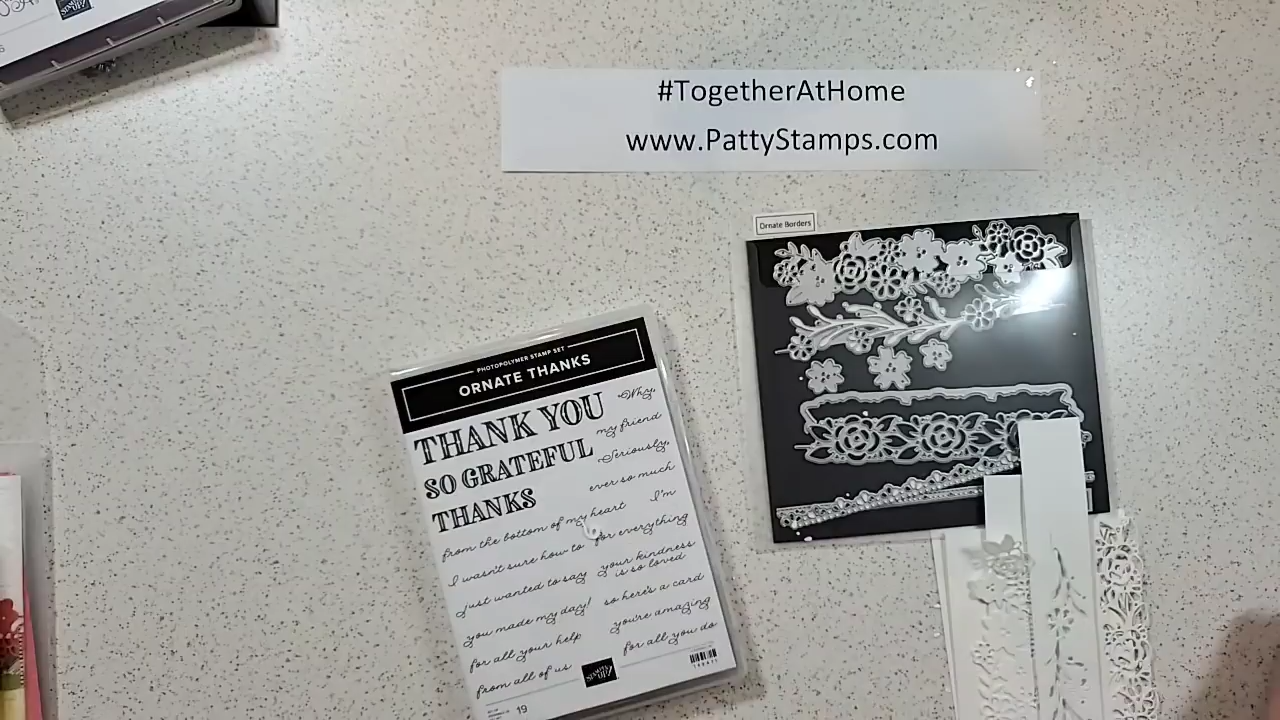 #TogetherAtHome
www.PattyStamps.com
Ornate Borders
PHOTOPOLYMER STAMP SET
ORNATE THANKS
THANK YOU
SO GRATEFUL
THANKS
Why,
my friend
Seriously,
ever so much
I'm
from the bottom of my heart
for everything
I wasn't sure how to
your kindness
is so loved
just wanted to say
so here's a card
you made my day!
you're amazing
for all your help
for all you do
from all of us
STAMPIN' UP!
19